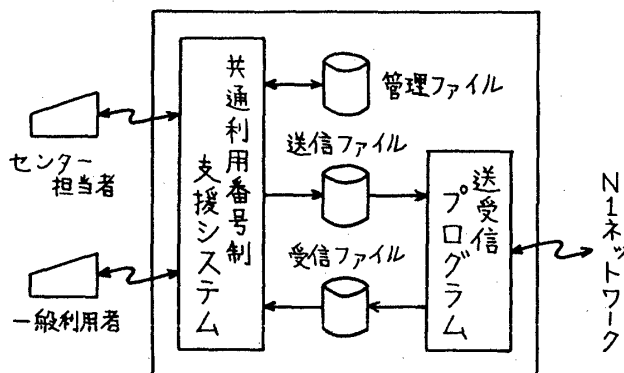 共通利用番号制
支援システム
管理ファイル
送信ファイル
受信ファイル
送受信
プログラム
センター
担当者
一般利用者
N1ネットワーク